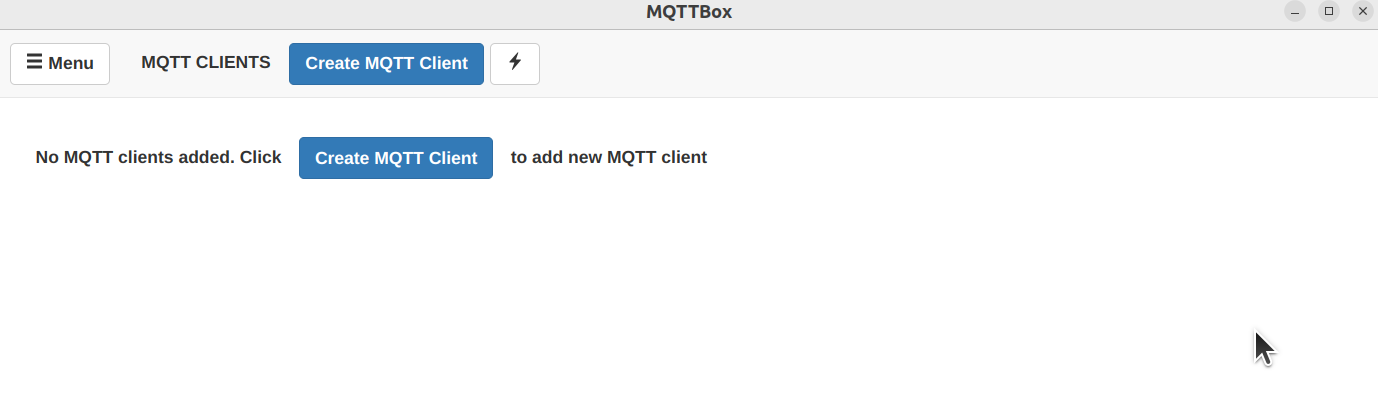 MQTTBox
Menu MQTT CLIENTS Create MQTT Client
No MQTT clients added. Click Create MQTT Client to add new MQTT client